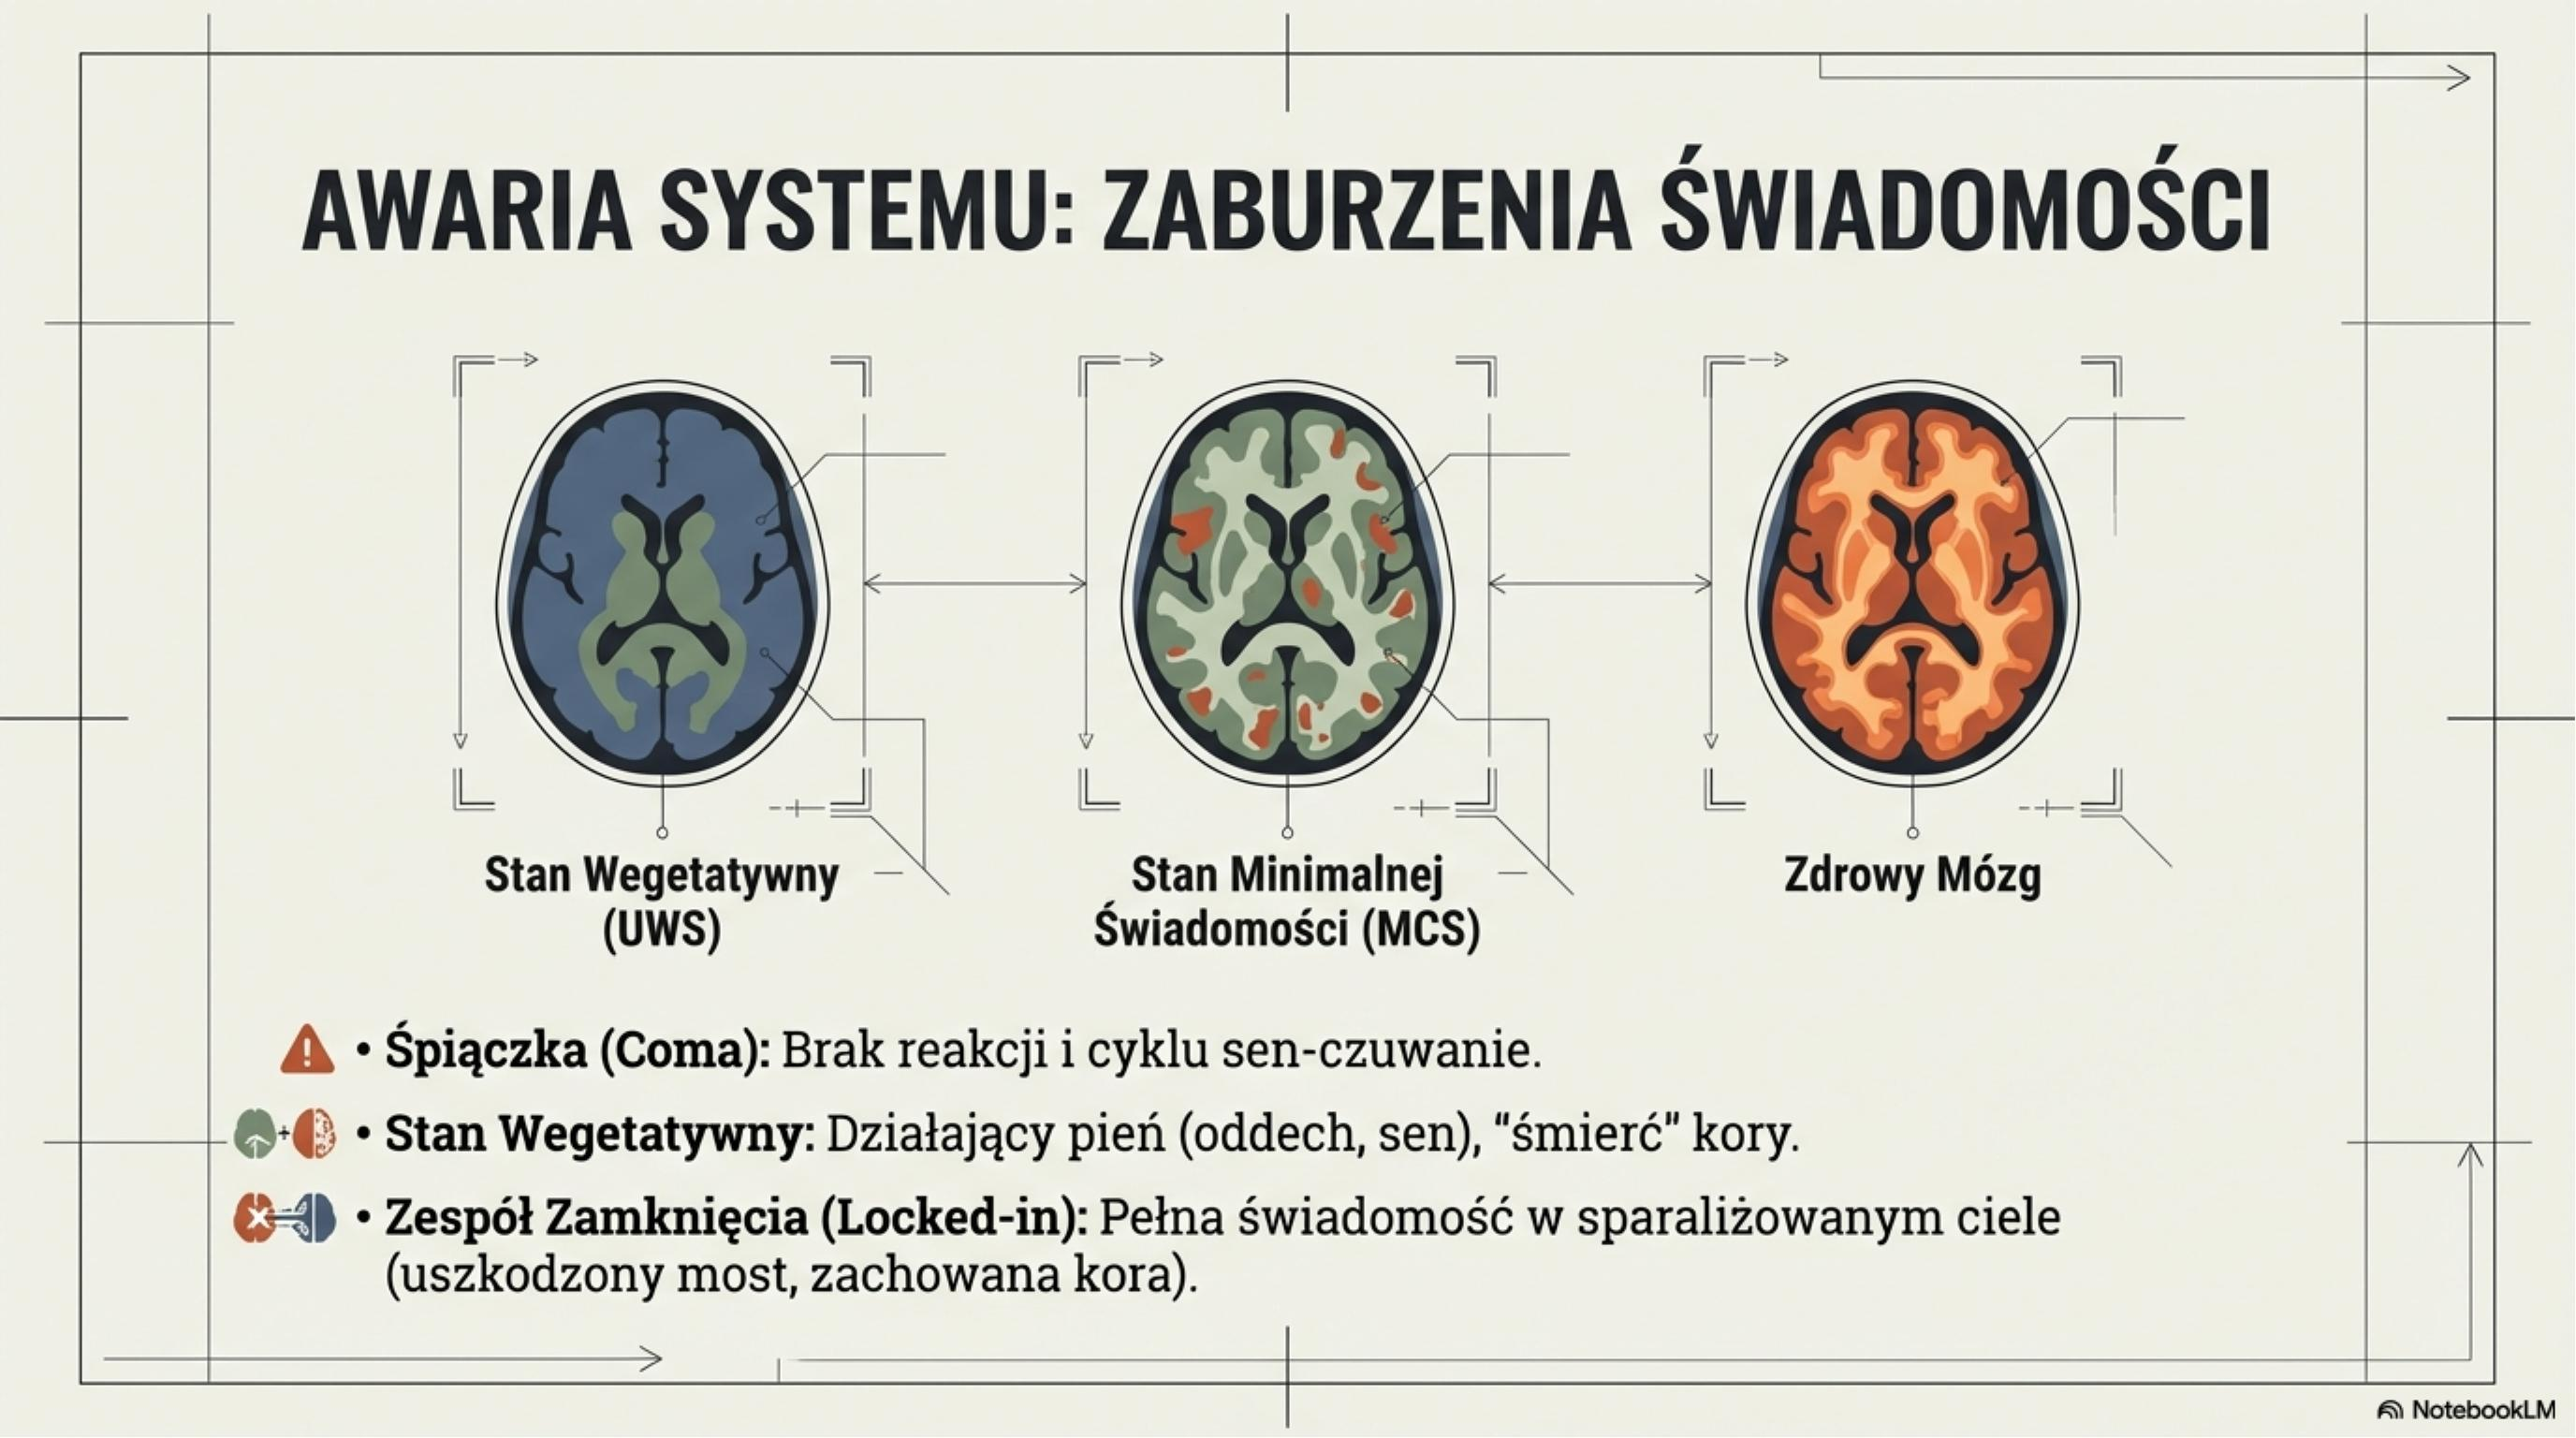 AWARIA SYSTEMU: ZABURZENIA ŚWIADOMOŚCI
Stan Wegetatywny
(UWS)
Stan Minimalnej
Świadomości (MCS)
Zdrowy Mózg
• Śpiączka (Coma): Brak reakcji i cyklu sen-czuwanie.
• Stan Wegetatywny: Działający pień (oddech, sen), “śmierć” kory.
• Zespół Zamknięcia (Locked-in): Pełna świadomość w sparaliżowanym ciele
(uszkodzony most, zachowana kora).
NotebookLM